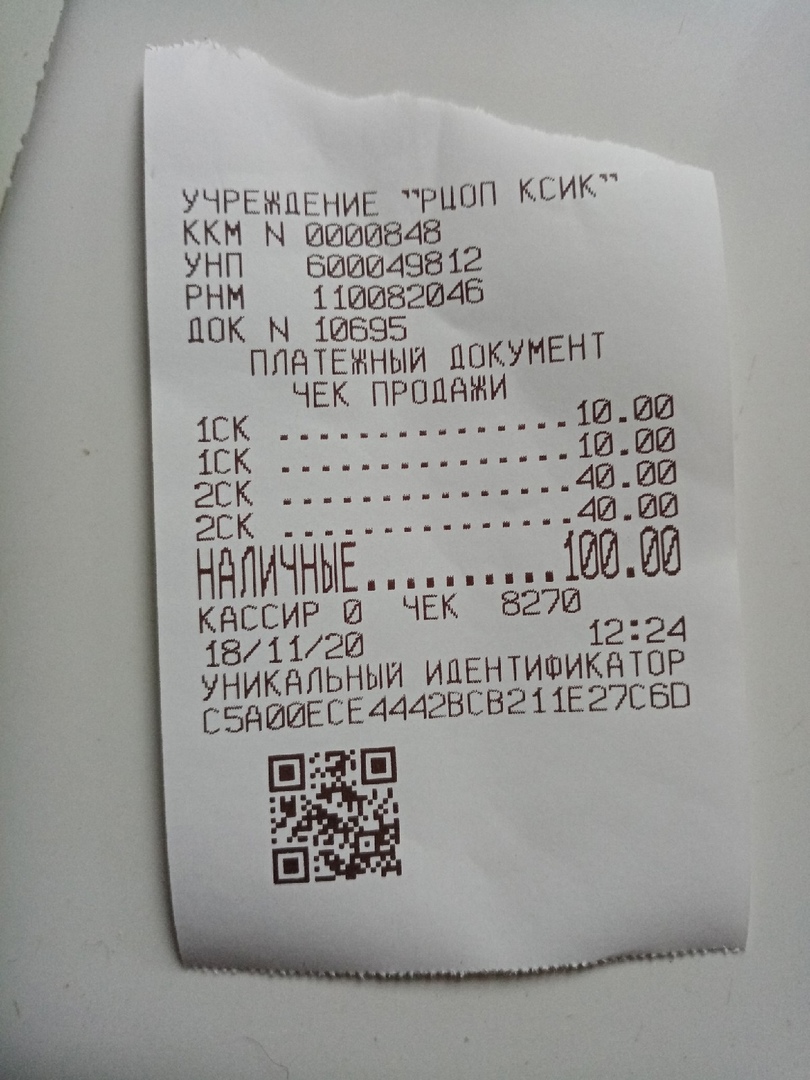 УЧРЕЖДЕНИЕ "РЦОП КСИК"
ККМ N 0000848
УНП 600049812
РНМ 110082046
ДОК N 10695
ПЛАТЕЖНЫЙ ДОКУМЕНТ
ЧЕК ПРОДАЖИ
1СК ...............10.00
1СК ...............10.00
2СК ...............40.00
2СК ...............40.00
НАЛИЧНЫЕ..........100.00
КАССИР 0 ЧЕК 8270
18/11/20 12:24
УНИКАЛЬНЫЙ ИДЕНТИФИКАТОР
C5A00ECE4442BCB211E27C6D